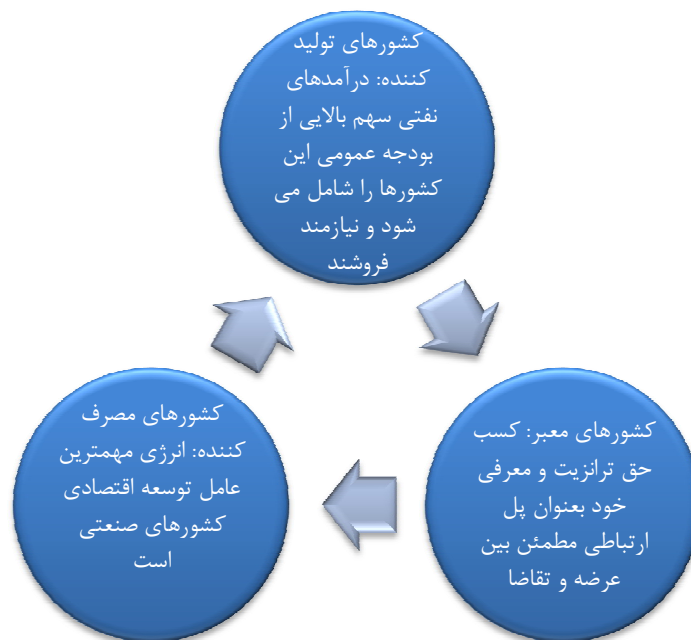 کشورهای تولید
کننده: درآمدهای
نفتی سهم بالایی از
بودجه عمومی این
کشورها را شامل می
شود و نیازمند
فروشند
کشورهای معبر: کسب
حق ترانزیت و معرفی
خود بعنوان پل
ارتباطی مطمئن بین
عرضه و تقاضا
کشورهای مصرف
کننده: انرژی مهمترین
عامل توسعه اقتصادی
کشورهای صنعتی
است